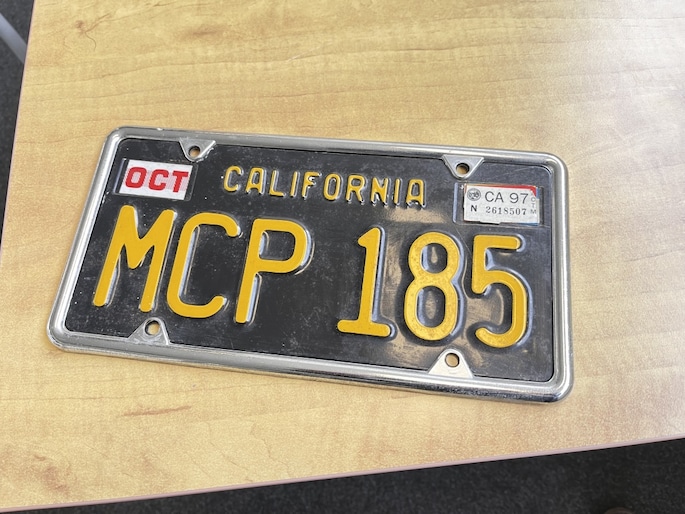 OCT
CALIFORNIA
CA 97
N 2618507
MCP 185